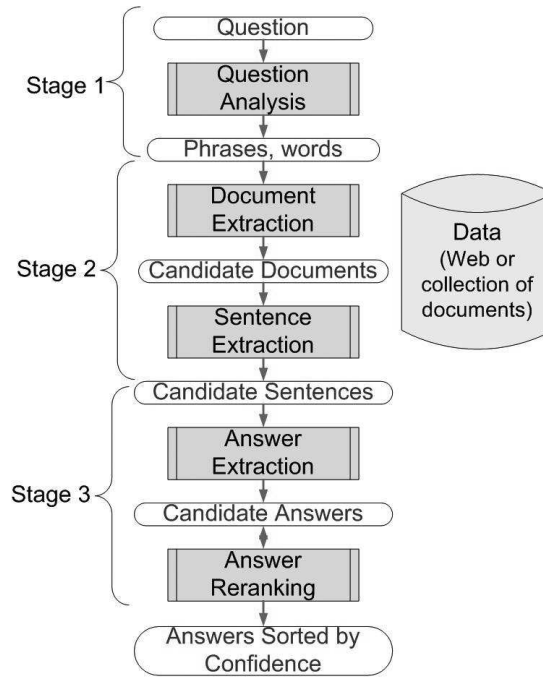 Question
Stage 1
Question
Analysis
Phrases, words
Document
Extraction
Stage 2
Candidate Documents
Sentence
Extraction
Candidate Sentences
Answer
Extraction
Stage 3
Candidate Answers
Answer
Reranking
Answers Sorted by
Confidence
Data
(Web or
collection of
documents)